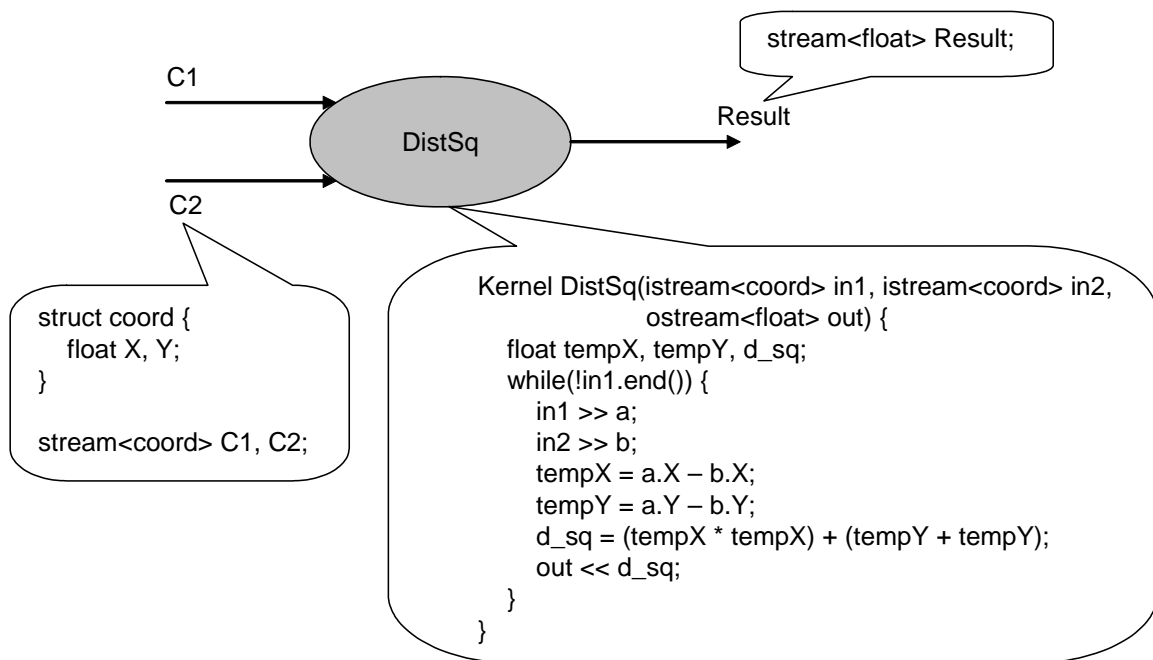 stream<float> Result;
C1
Result
DistSq
C2
struct coord {
float X, Y;
}
stream<coord> C1, C2;
Kernel DistSq(istream<coord> in1, istream<coord> in2,
ostream<float> out) {
float tempX, tempY, d_sq;
while(!in1.end()) {
in1 >> a;
in2 >> b;
tempX = a.X – b.X;
tempY = a.Y – b.Y;
d_sq = (tempX * tempX) + (tempY + tempY);
out << d_sq;
}
}